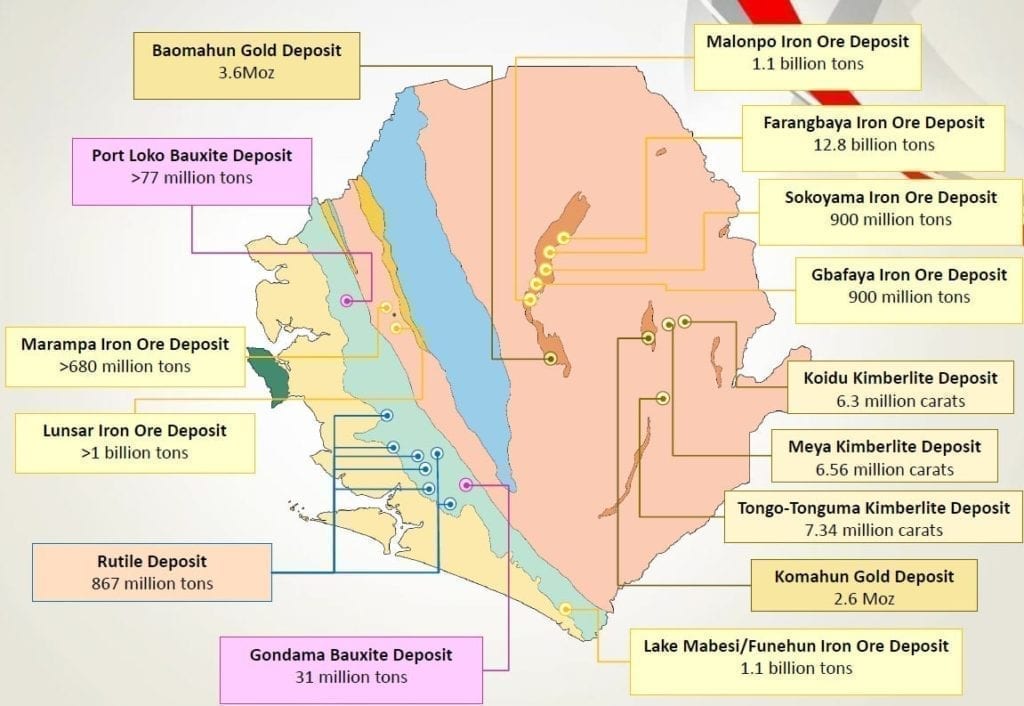 Baomahun Gold Deposit
3.6Moz
Malonpo Iron Ore Deposit
1.1 billion tons
Farangbaya Iron Ore Deposit
12.8 billion tons
Port Loko Bauxite Deposit
>77 million tons
Sokoyama Iron Ore Deposit
900 million tons
Gbafaya Iron Ore Deposit
900 million tons
Marampa Iron Ore Deposit
>680 million tons
Koidu Kimberlite Deposit
6.3 million carats
Lunsar Iron Ore Deposit
>1 billion tons
Meya Kimberlite Deposit
6.56 million carats
Tongo-Tonguma Kimberlite Deposit
7.34 million carats
Rutile Deposit
867 million tons
Komahun Gold Deposit
2.6 Moz
Gondama Bauxite Deposit
31 million tons
Lake Mabesi/Funehun Iron Ore Deposit
1.1 billion tons